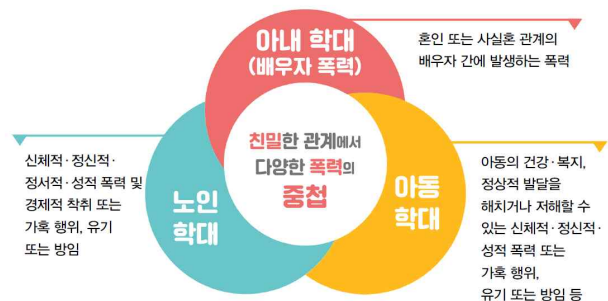 아내 학대
(배우자 폭력)
혼인 또는 사실혼 관계의
배우자 간에 발생하는 폭력
친밀한 관계에서
다양한 폭력의
중첩
신체적·정신적·
정서적·성적 폭력 및
경제적 착취 또는
가혹 행위, 유기
또는 방임
노인
학대
아동
학대
아동의 건강·복지,
정상적 발달을
해치거나 저해할 수
있는 신체적·정신적·
성적 폭력 또는
가혹 행위,
유기 또는 방임 등